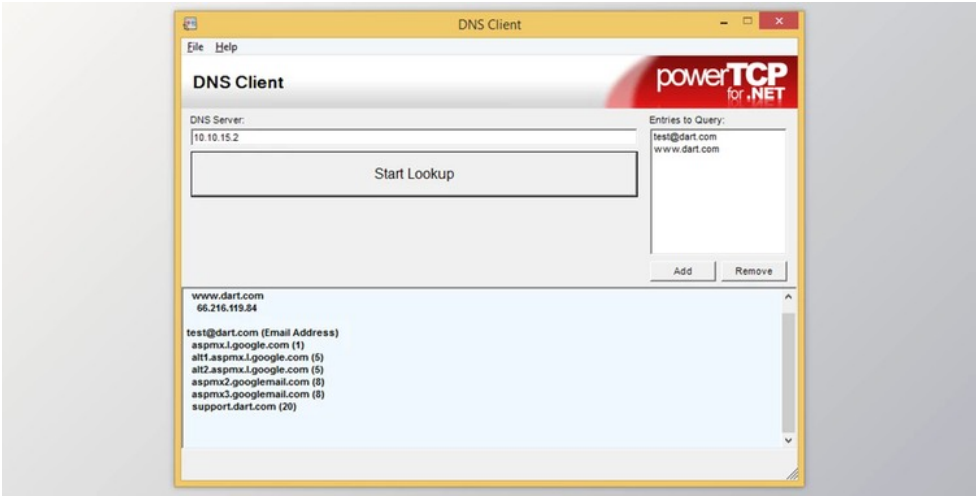 DNS Client
File Help
DNS Client
powerTCP
for .NET
DNS Server:
10.10.15.2
Start Lookup
Entries to Query:
test@dart.com
www.dart.com
Add Remove
www.dart.com
66.216.119.84
test@dart.com (Email Address)
aspmx.l.google.com (1)
alt1.aspmx.l.google.com (5)
alt2.aspmx.l.google.com (5)
aspmx2.googlemail.com (8)
aspmx3.googlemail.com (8)
support.dart.com (20)